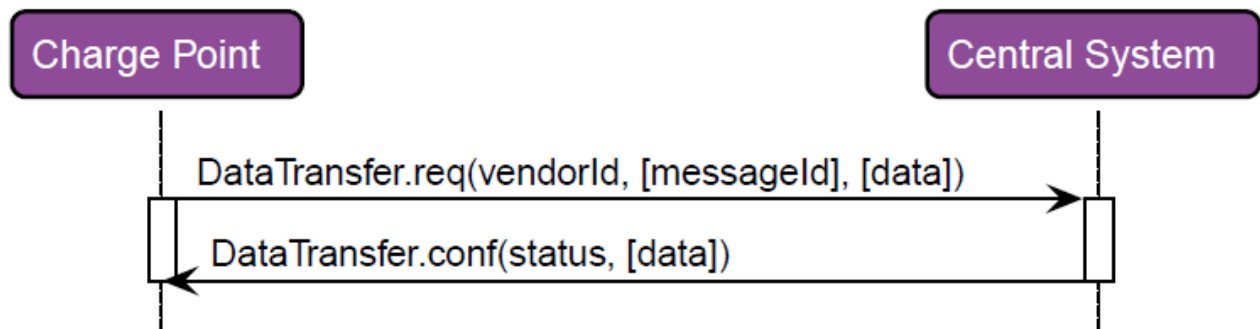 Charge Point
Central System
DataTransfer.req(vendorId, [messageId], [data])
DataTransfer.conf(status, [data])